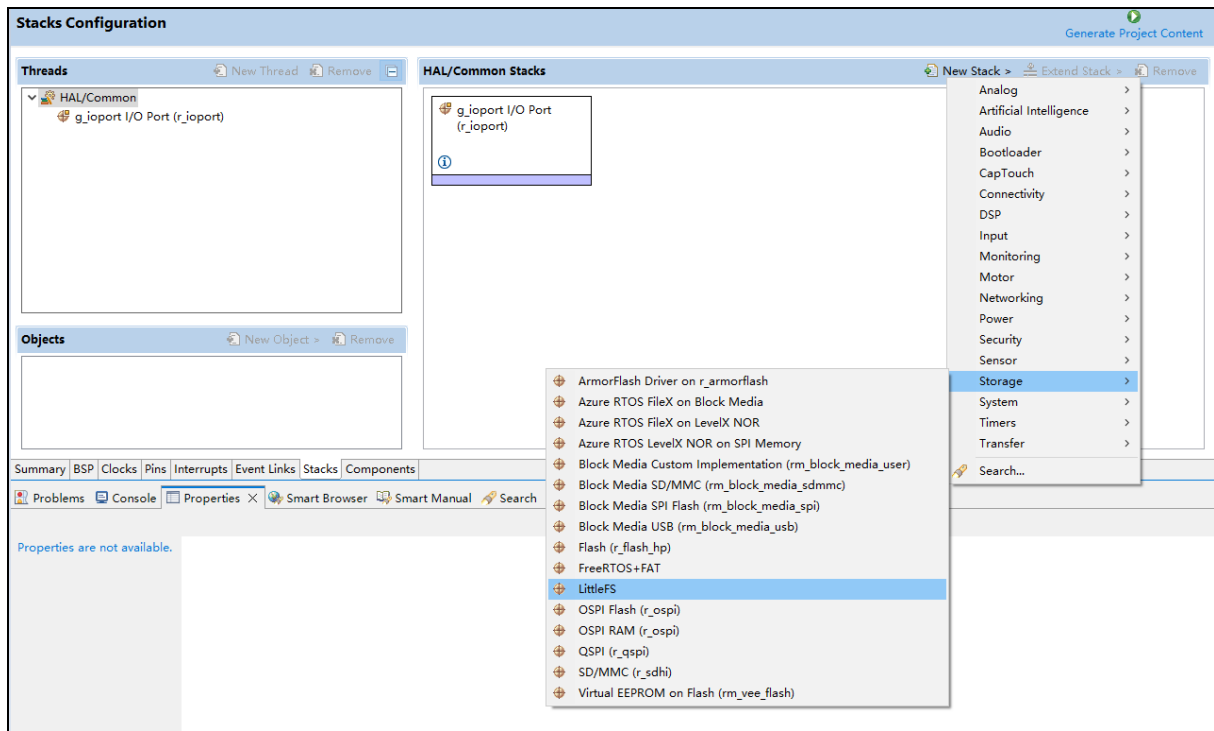 Stacks Configuration
Generate Project Content
Threads
New Thread
Remove
HAL/Common Stacks
New Stack >
Extend Stack >
Remove
HAL/Common
g_ioport I/O Port (r_ioport)
g_ioport I/O Port
(r_ioport)
Analog
Artificial Intelligence
Audio
Bootloader
CapTouch
Connectivity
DSP
Input
Monitoring
Motor
Networking
Power
Security
Sensor
Storage
System
Timers
Transfer
Search...
Objects
New Object >
Remove
ArmorFlash Driver on r_armorflash
Azure RTOS FileX on Block Media
Azure RTOS FileX on LevelX NOR
Azure RTOS LevelX NOR on SPI Memory
Block Media Custom Implementation (rm_block_media_user)
Block Media SD/MMC (rm_block_media_sdmmc)
Block Media SPI Flash (rm_block_media_spi)
Block Media USB (rm_block_media_usb)
Flash (r_flash_hp)
FreeRTOS+FAT
LittleFS
OSPI Flash (r_ospi)
OSPI RAM (r_ospi)
QSPI (r_qspi)
SD/MMC (r_sdhi)
Virtual EEPROM on Flash (rm_vee_flash)
Summary BSP Clocks Pins Interrupts Event Links Stacks Components
Problems Console Properties Smart Browser Smart Manual Search
Properties are not available.